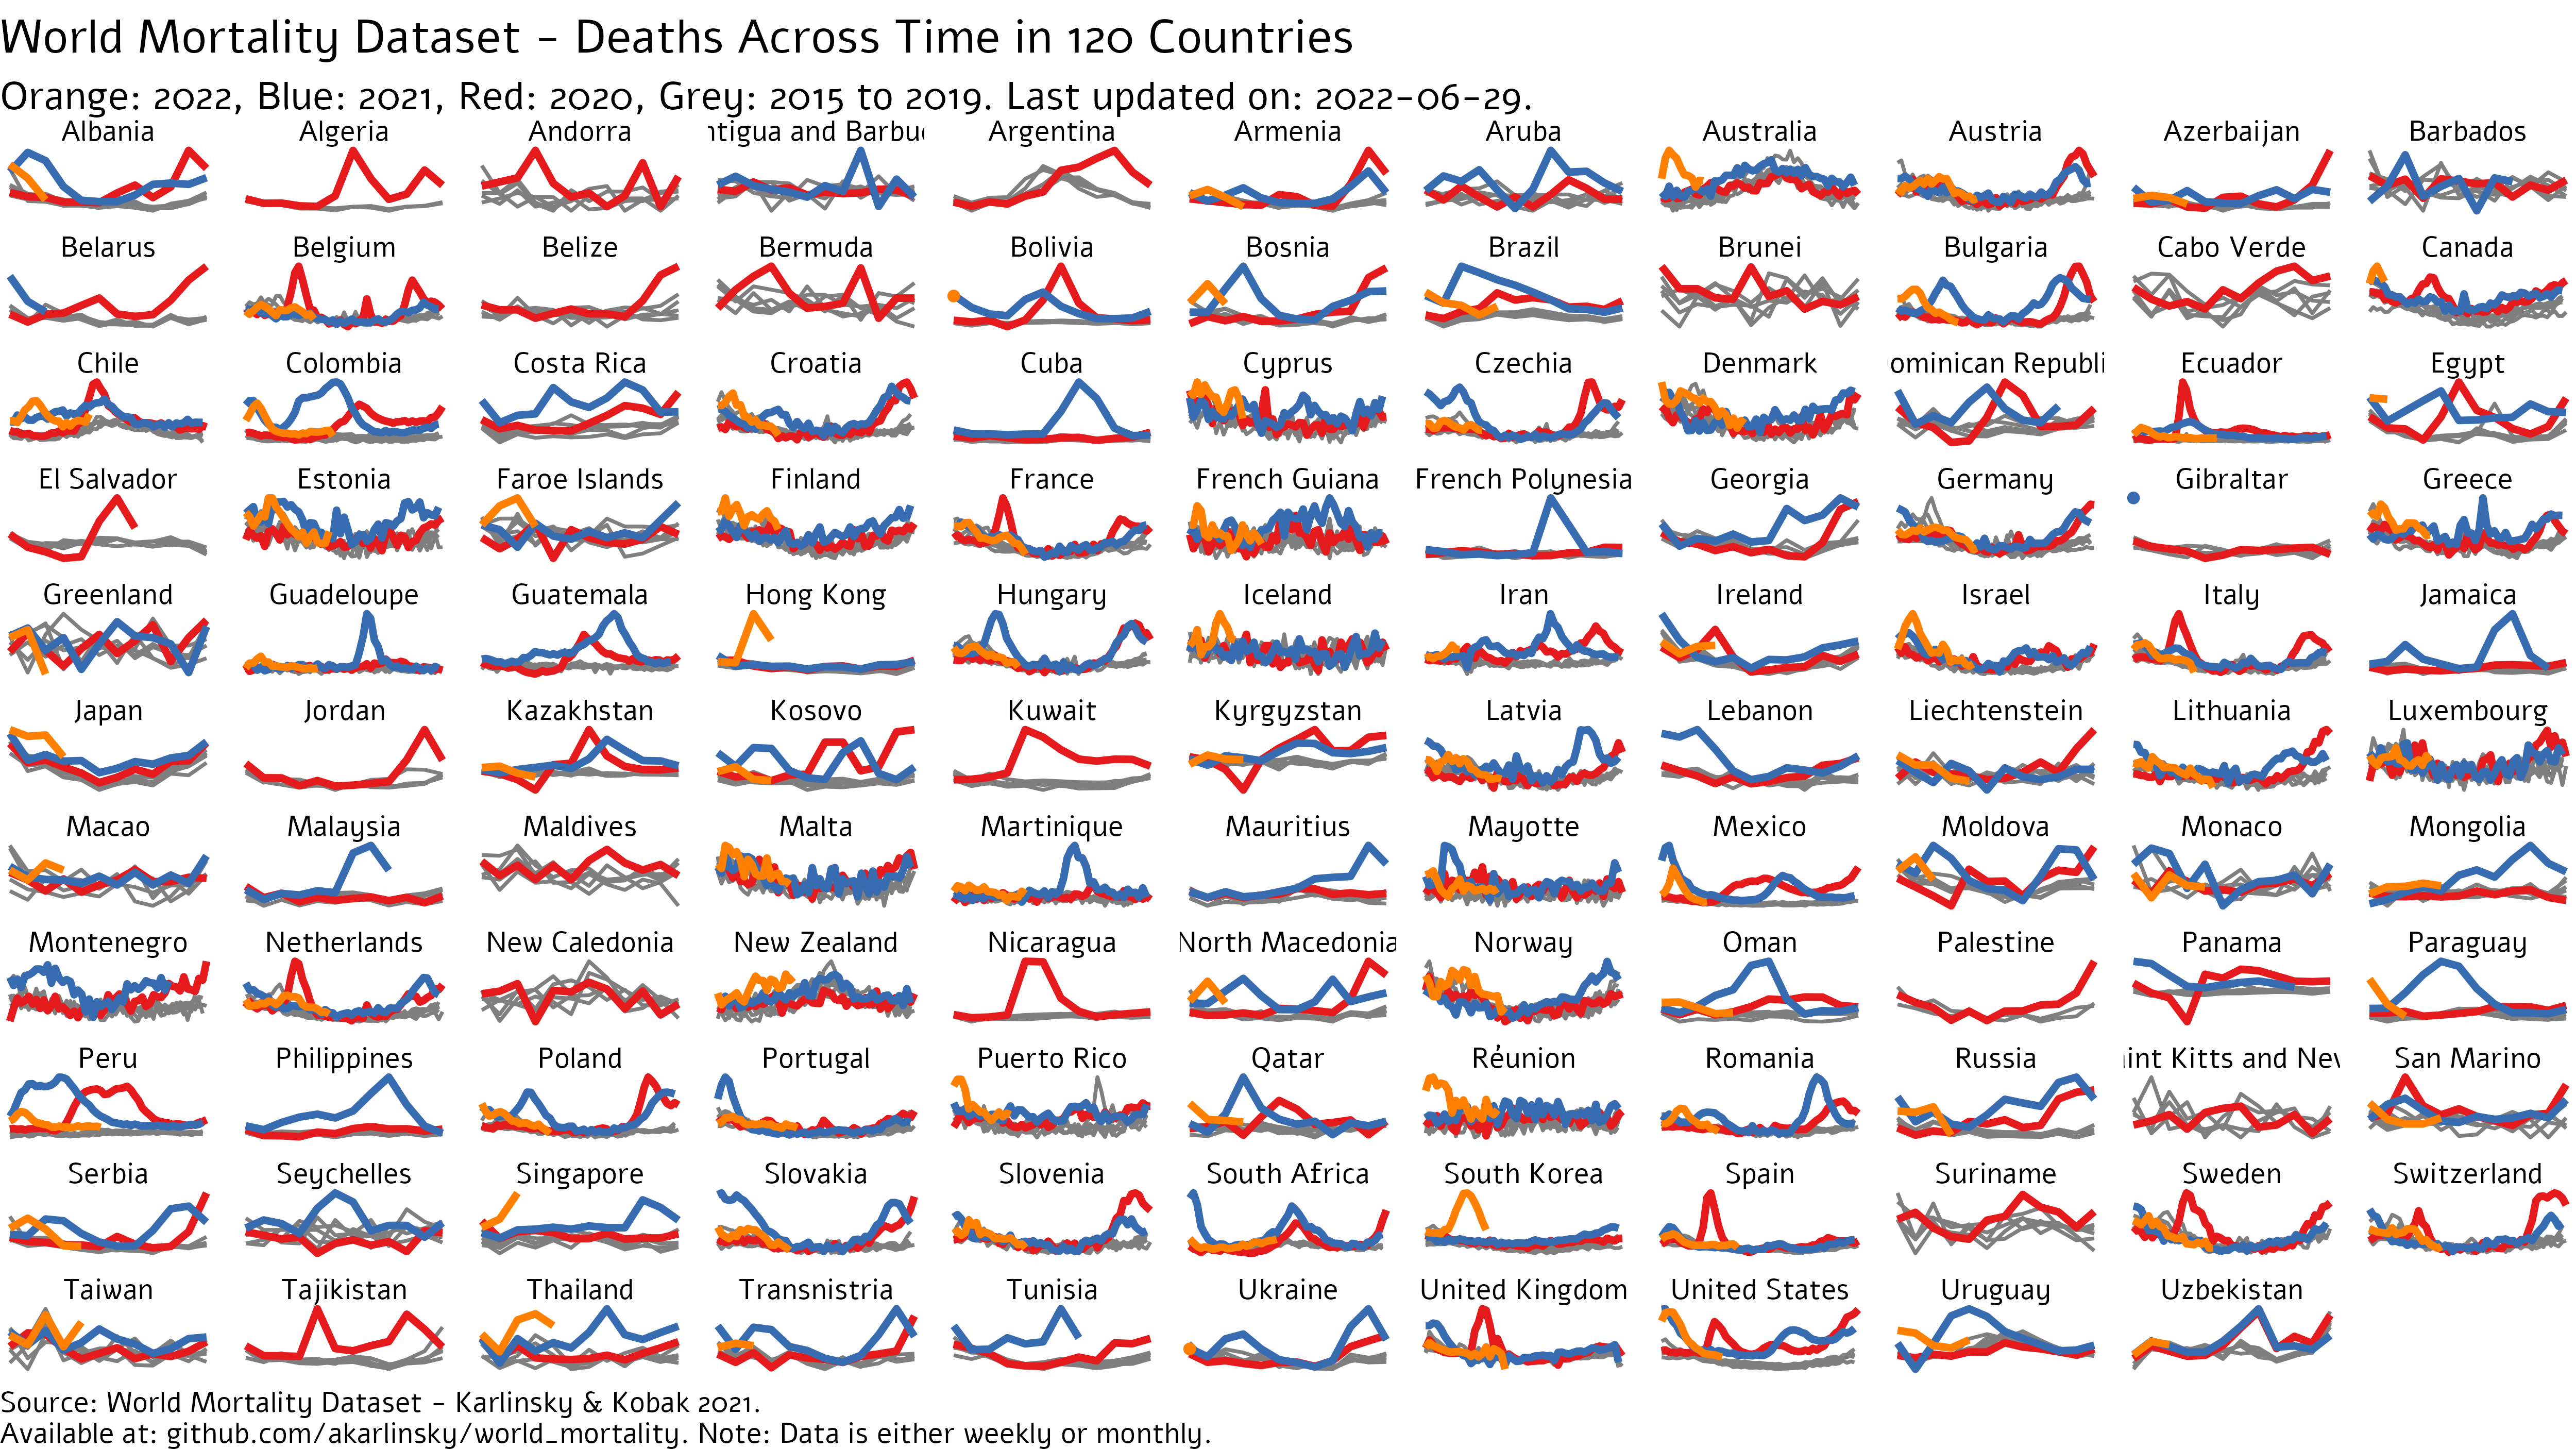 World Mortality Dataset - Deaths Across Time in 120 Countries
Orange: 2022, Blue: 2021, Red: 2020, Grey: 2015 to 2019. Last updated on: 2022-06-29.
Albania Algeria Andorra ntigua and Barbu Argentina Armenia Aruba Australia Austria Azerbaijan Barbados
Belarus Belgium Belize Bermuda Bolivia Bosnia Brazil Brunei Bulgaria Cabo Verde Canada
Chile Colombia Costa Rica Croatia Cuba Cyprus Czechia Denmark ominican Republi Ecuador Egypt
El Salvador Estonia Faroe Islands Finland France French Guiana French Polynesia Georgia Germany Gibraltar Greece
Greenland Guadeloupe Guatemala Hong Kong Hungary Iceland Iran Ireland Israel Italy Jamaica
Japan Jordan Kazakhstan Kosovo Kuwait Kyrgyzstan Latvia Lebanon Liechtenstein Lithuania Luxembourg
Macao Malaysia Maldives Malta Martinique Mauritius Mayotte Mexico Moldova Monaco Mongolia
Montenegro Netherlands New Caledonia New Zealand Nicaragua North Macedonia Norway Oman Palestine Panama Paraguay
Peru Philippines Poland Portugal Puerto Rico Qatar Réunion Romania Russia int Kitts and Nev San Marino
Serbia Seychelles Singapore Slovakia Slovenia South Africa South Korea Spain Suriname Sweden Switzerland
Taiwan Tajikistan Thailand Transnistria Tunisia Ukraine United Kingdom United States Uruguay Uzbekistan
Source: World Mortality Dataset - Karlinsky & Kobak 2021.
Available at: github.com/akarlinsky/world_mortality. Note: Data is either weekly or monthly.